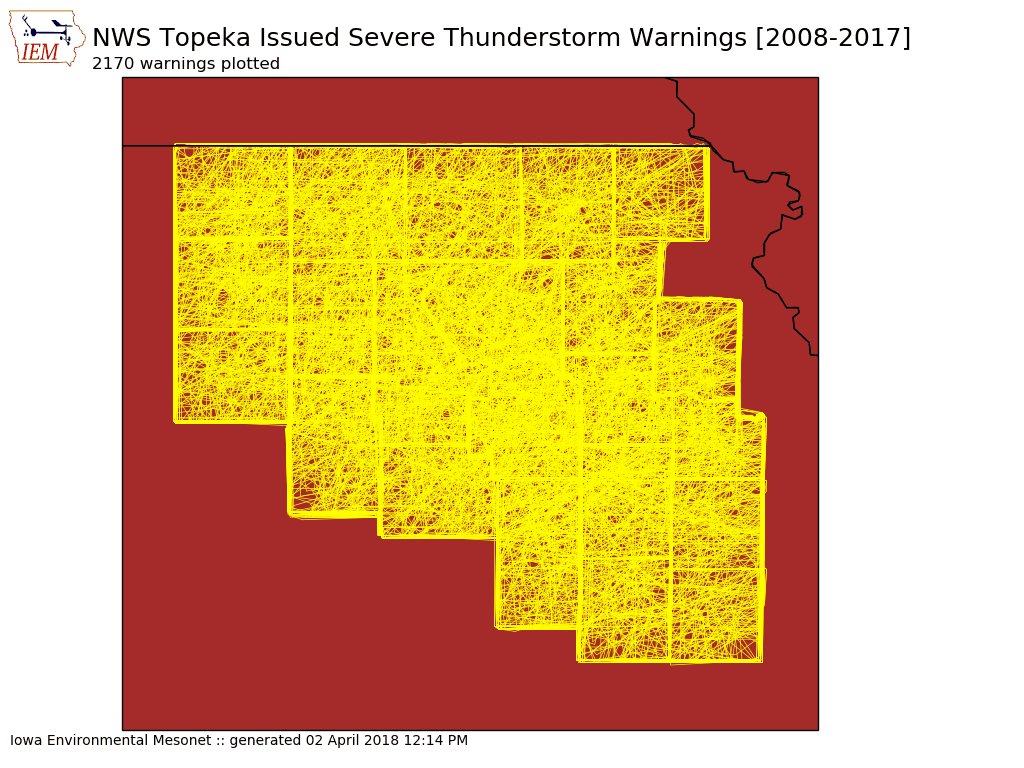 IEM
NWS Topeka Issued Severe Thunderstorm Warnings [2008-2017]
2170 warnings plotted
Iowa Environmental Mesonet :: generated 02 April 2018 12:14 PM